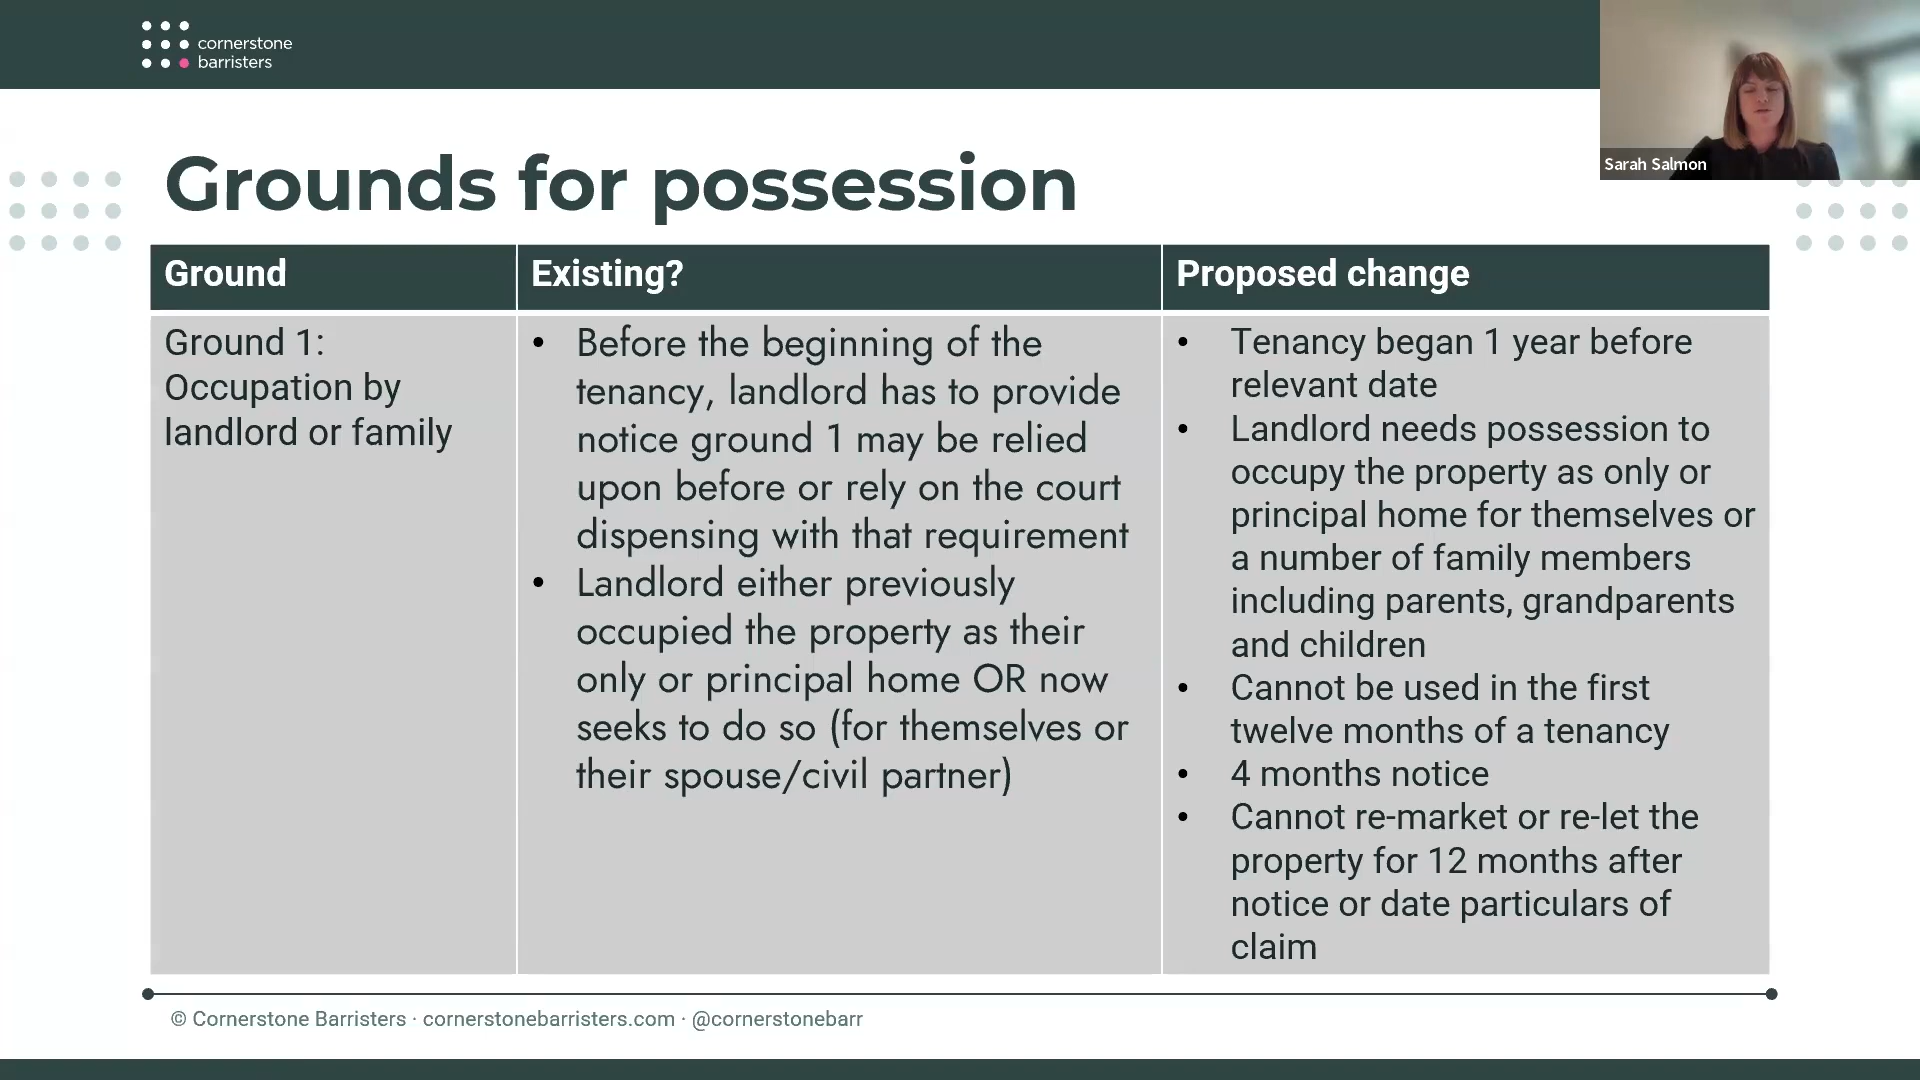 cornerstone
barristers
Sarah Salmon
Grounds for possession
Ground
Existing?
Proposed change
Ground 1:
Occupation by
landlord or family
• Before the beginning of the
tenancy, landlord has to provide
notice ground 1 may be relied
upon before or rely on the court
dispensing with that requirement
• Landlord either previously
occupied the property as their
only or principal home OR now
seeks to do so (for themselves or
their spouse/civil partner)
• Tenancy began 1 year before
relevant date
• Landlord needs possession to
occupy the property as only or
principal home for themselves or
a number of family members
including parents, grandparents
and children
• Cannot be used in the first
twelve months of a tenancy
• 4 months notice
• Cannot re-market or re-let the
property for 12 months after
notice or date particulars of
claim
© Cornerstone Barristers · cornerstonebarristers.com · @cornerstonebarr